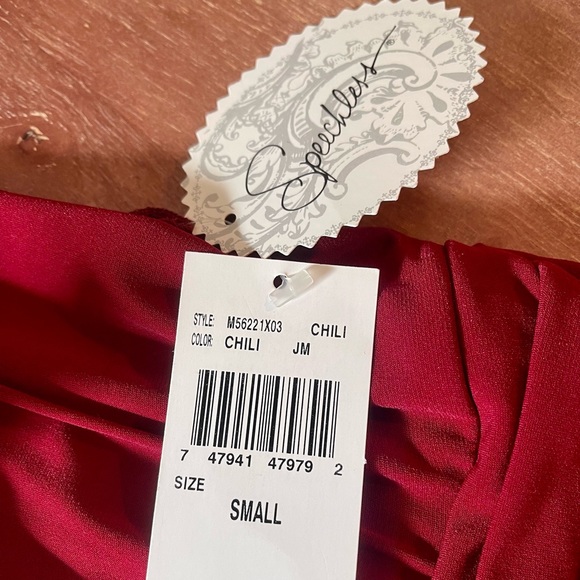 Speechless
STYLE: M56221X03 CHILI
COLOR: CHILI JM
7 47941 47979 2
SIZE
SMALL